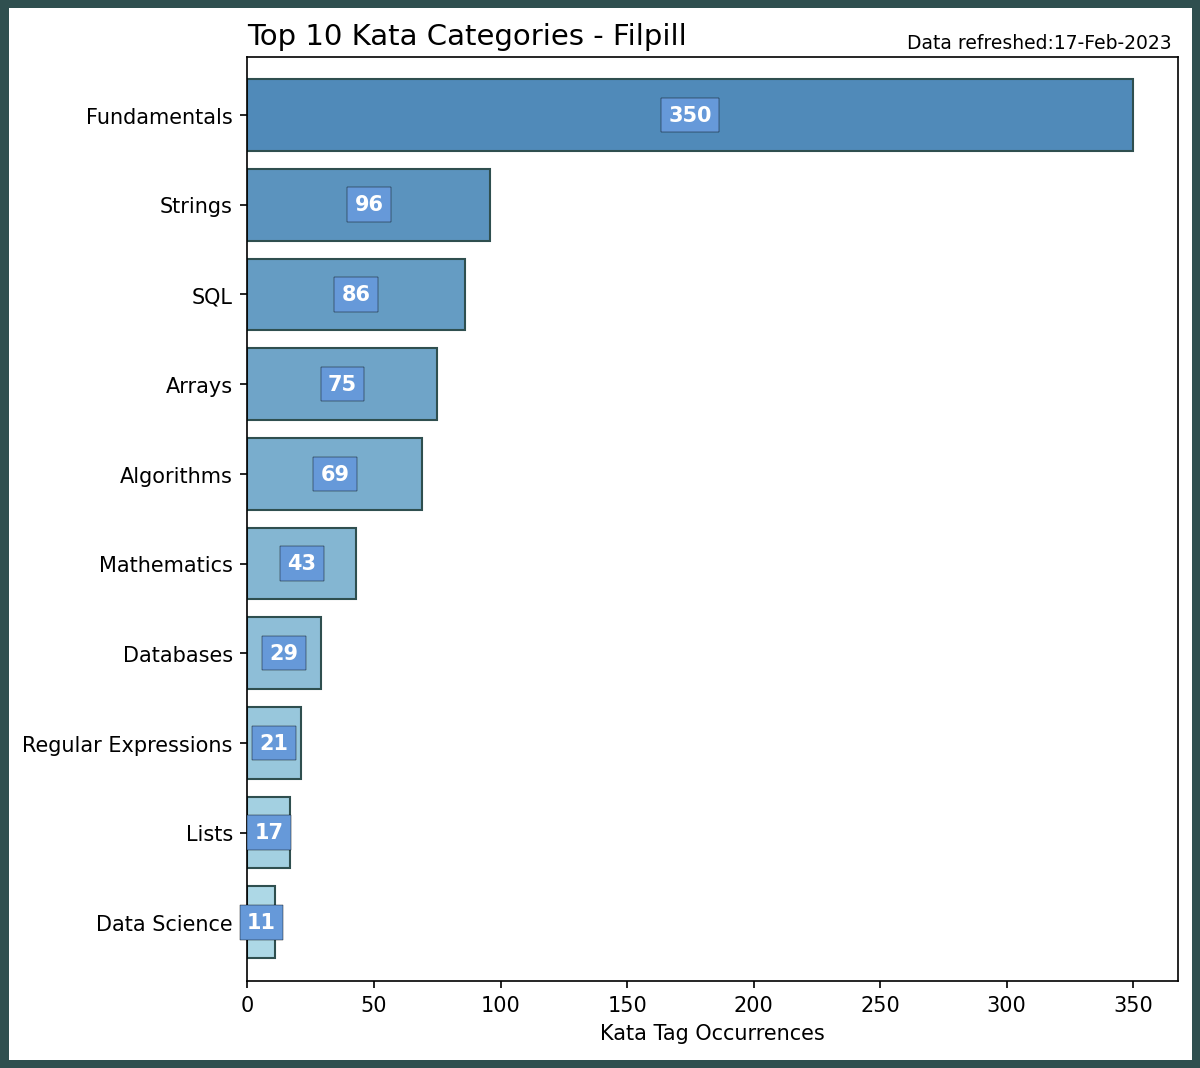 Top 10 Kata Categories - Filpill
Data refreshed:17-Feb-2023
Fundamentals 350
Strings 96
SQL 86
Arrays 75
Algorithms 69
Mathematics 43
Databases 29
Regular Expressions 21
Lists 17
Data Science 11
0 50 100 150 200 250 300 350
Kata Tag Occurrences